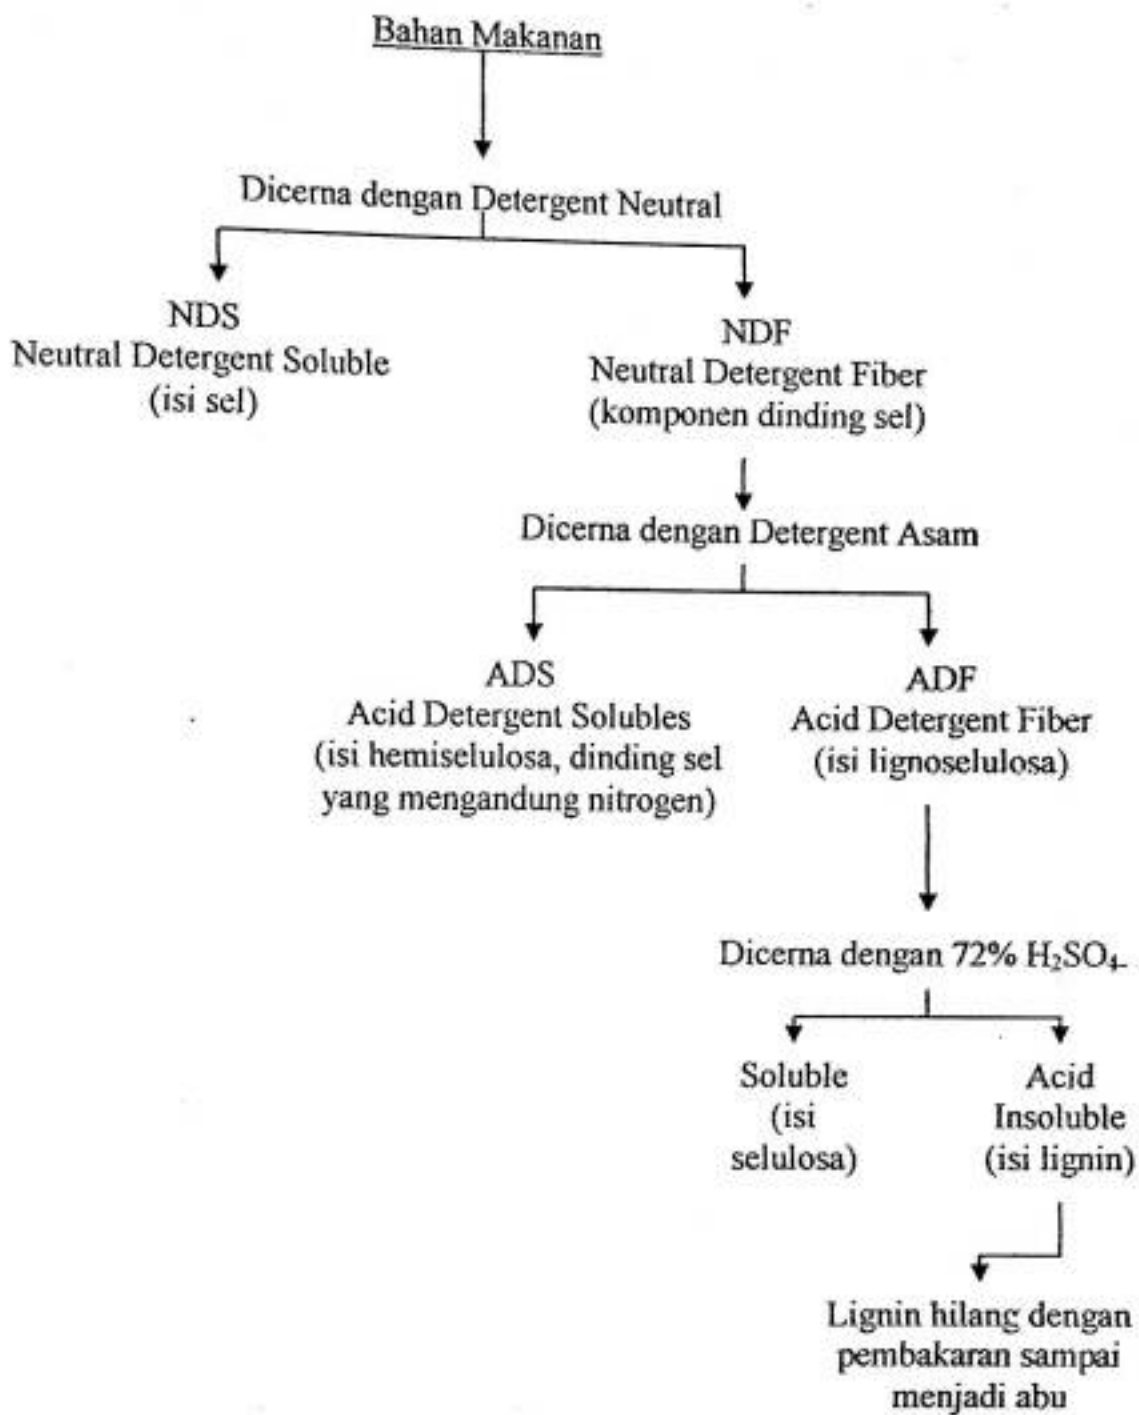 Bahan Makanan
Dicerna dengan Detergent Neutral
NDS
Neutral Detergent Soluble
(isi sel)
NDF
Neutral Detergent Fiber
(komponen dinding sel)
Dicerna dengan Detergent Asam
ADS
Acid Detergent Solubles
(isi hemiselulosa, dinding sel
yang mengandung nitrogen)
ADF
Acid Detergent Fiber
(isi lignoselulosa)
Dicerna dengan 72% H₂SO₄
Soluble
(isi
selulosa)
Acid
Insoluble
(isi lignin)
Lignin hilang dengan
pembakaran sampai
menjadi abu